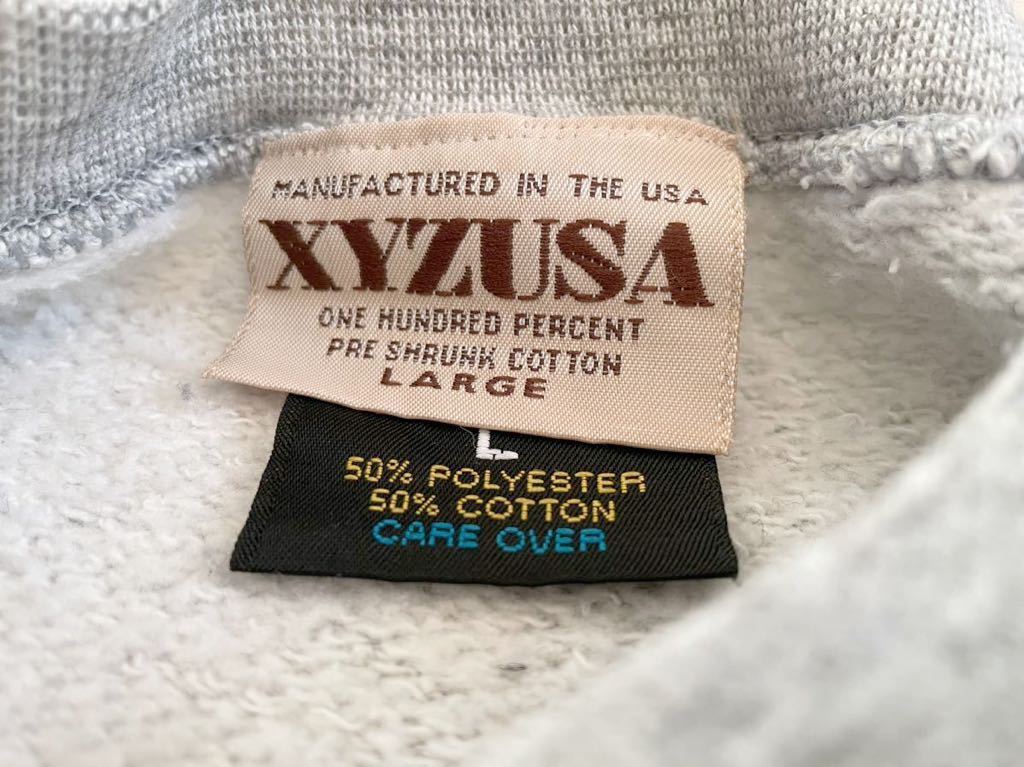 MANUFACTURED IN THE USA
XYZUSA
ONE HUNDRED PERCENT
PRE SHRUNK COTTON
LARGE
L
50% POLYESTER
50% COTTON
CARE OVER